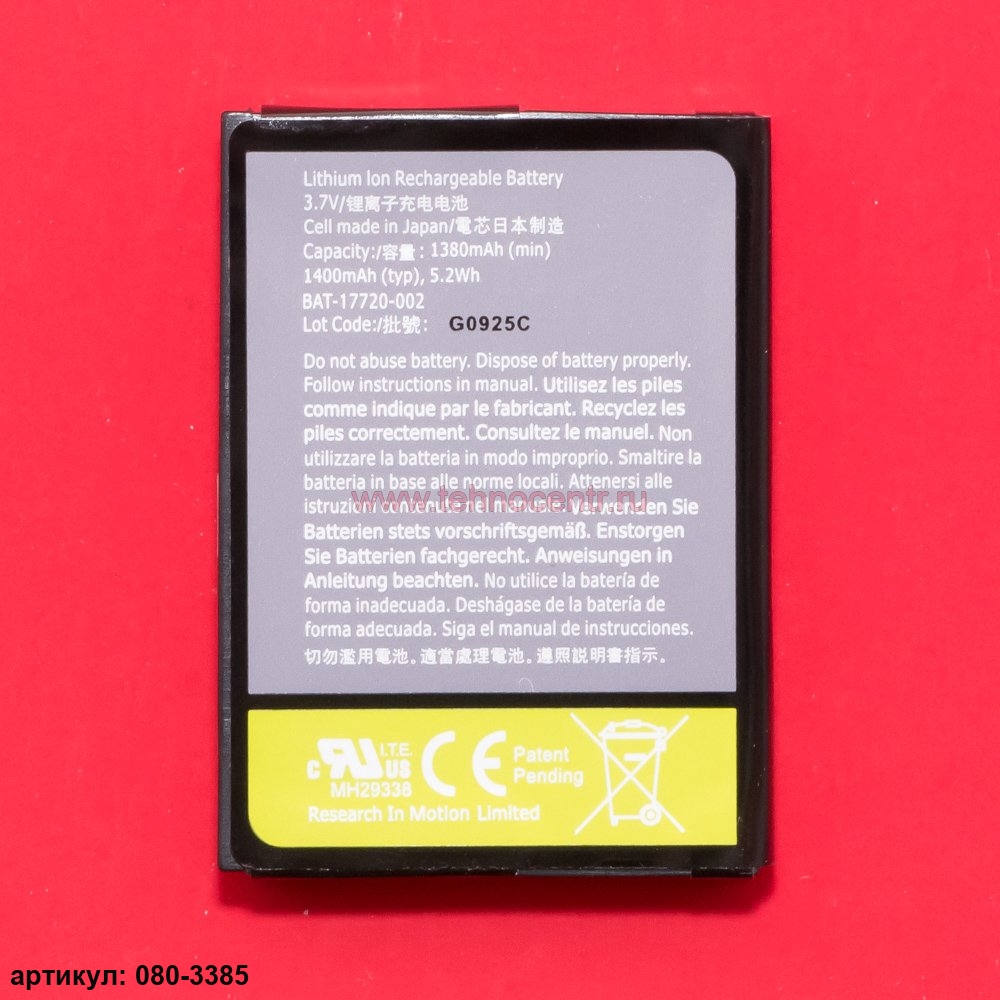 Lithium Ion Rechargeable Battery
3.7V/锂离子充电电池
Cell made in Japan/電芯日本制造
Capacity:/容量: 1380mAh (min)
1400mAh (typ), 5.2Wh
BAT-17720-002
Lot Code:/批號: G0925C
Do not abuse battery. Dispose of battery properly.
Follow instructions in manual. Utilisez les piles
comme indique par le fabricant. Recyclez les
piles correctement. Consultez le manuel. Non
utilizzare la batteria in modo improprio. Smaltire la
batteria in base alle norme locali. Attenersi alle
istruzioni contenute nel manuale. Verwenden Sie
www.tehnocentr.ru
Batterien stets vorschriftsgemäß. Ensorgen
Sie Batterien fachgerecht. Anweisungen in
Anleitung beachten. No utilice la batería de
forma inadecuada. Deshágase de la batería de
forma adecuada. Siga el manual de instrucciones.
切勿濫用電池。適當處理電池。遵照説明書指示。
c RU US I.T.E.
MH29338
CE
Patent
Pending
Research In Motion Limited
артикул: 080-3385